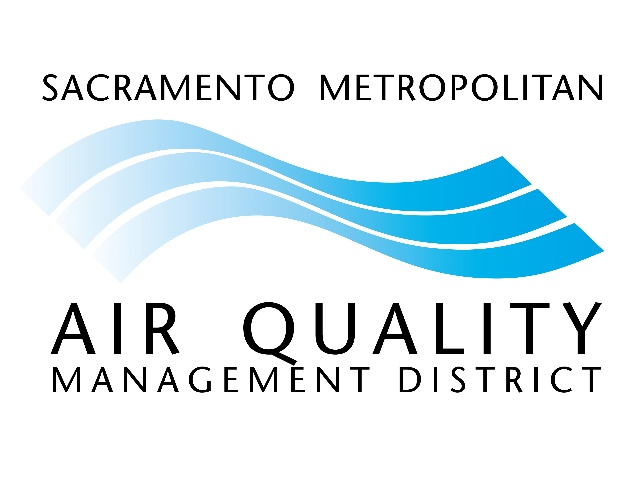 SACRAMENTO METROPOLITAN
AIR QUALITY
MANAGEMENT DISTRICT